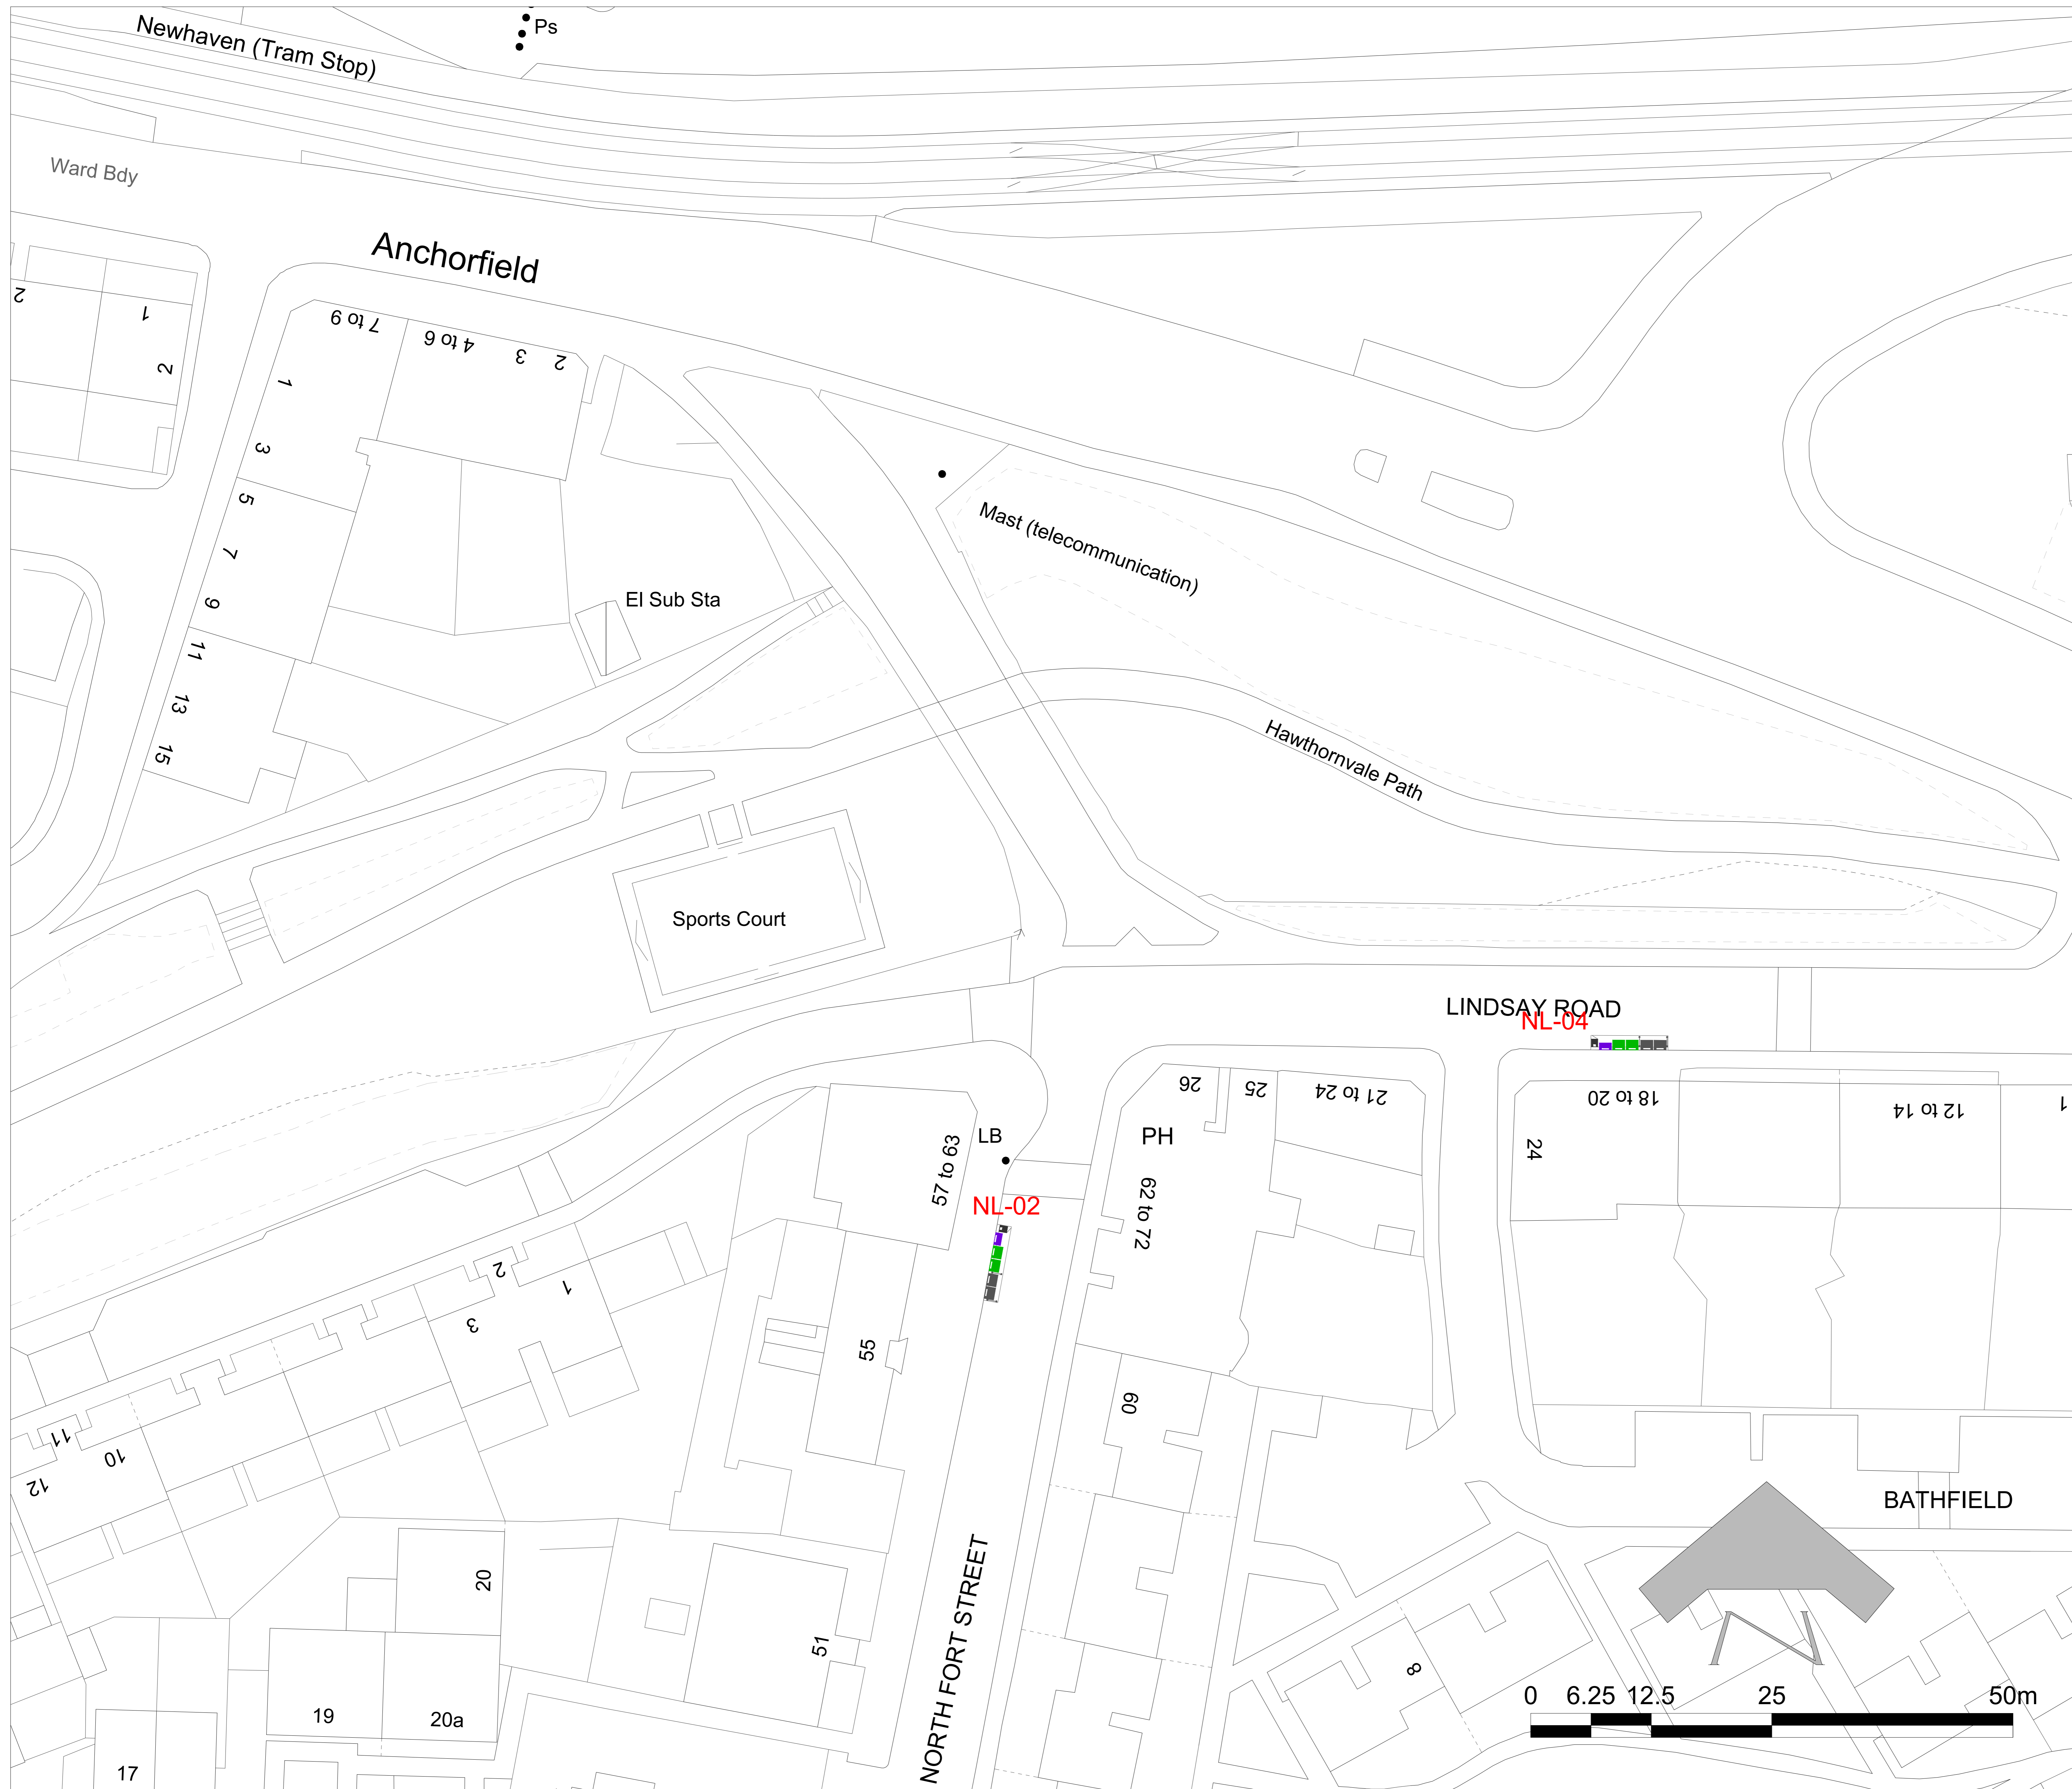 Ps
Newhaven (Tram Stop)
Ward Bdy
Anchorfield
2
1
2
7 to 9
4 to 6
3
2
1
3
5
7
9
11
13
15
Mast (telecommunication)
El Sub Sta
Hawthornvale Path
Sports Court
LINDSAY ROAD
NL-04
26
25
21 to 24
18 to 20
12 to 14
1
24
PH
LB
57 to 63
62 to 72
NL-02
55
60
1
2
3
10
11
12
BATHFIELD
20
51
NORTH FORT STREET
8
19
20a
17
0 6.25 12.5 25 50m
N